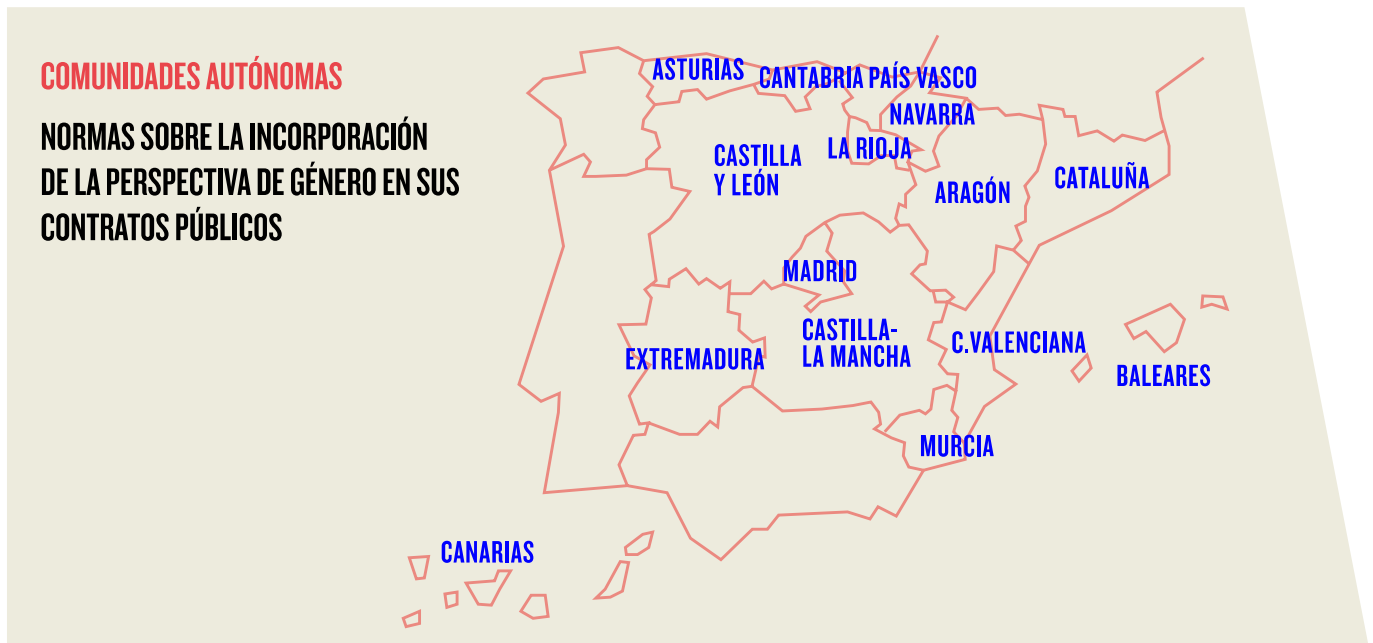 COMUNIDADES AUTÓNOMAS
NORMAS SOBRE LA INCORPORACIÓN
DE LA PERSPECTIVA DE GÉNERO EN SUS
CONTRATOS PÚBLICOS
ASTURIAS
CANTABRIA
PAÍS VASCO
NAVARRA
LA RIOJA
CASTILLA
Y LEÓN
ARAGÓN
CATALUÑA
MADRID
CASTILLA-
LA MANCHA
EXTREMADURA
C.VALENCIANA
BALEARES
MURCIA
CANARIAS